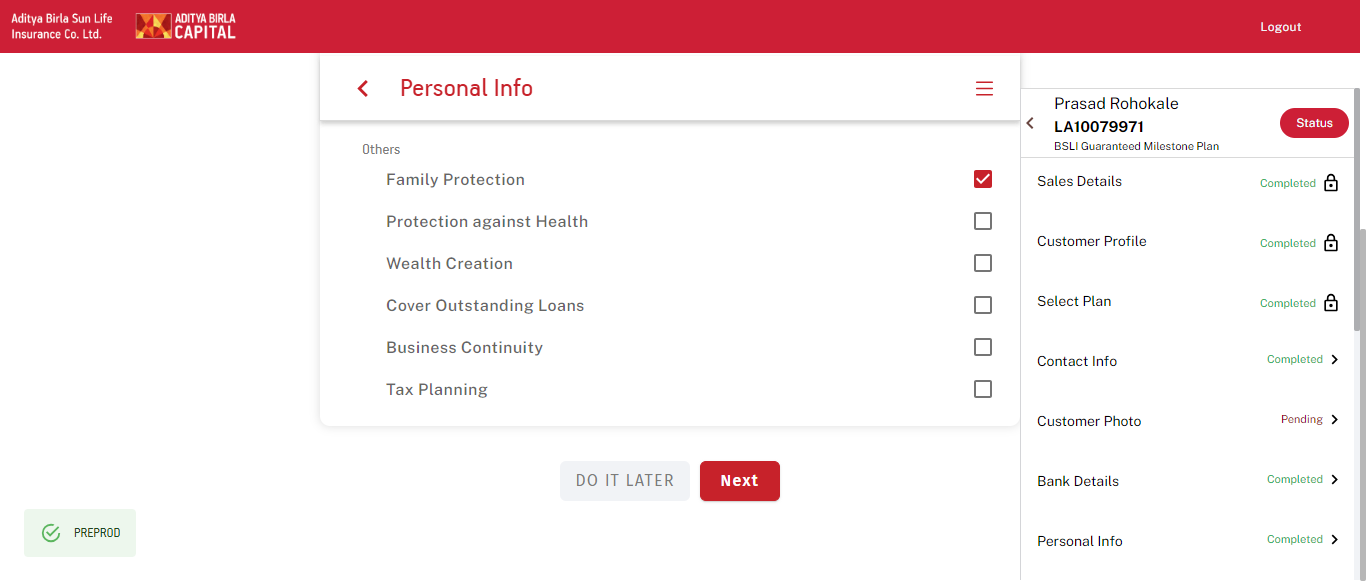 Aditya Birla Sun Life
Insurance Co. Ltd.
ADITYA BIRLA
CAPITAL
Logout
Personal Info
Others
Family Protection
Protection against Health
Wealth Creation
Cover Outstanding Loans
Business Continuity
Tax Planning
DO IT LATER
Next
PREPROD
Prasad Rohokale
LA10079971
BSLI Guaranteed Milestone Plan
Status
Sales Details Completed
Customer Profile Completed
Select Plan Completed
Contact Info Completed
Customer Photo Pending
Bank Details Completed
Personal Info Completed